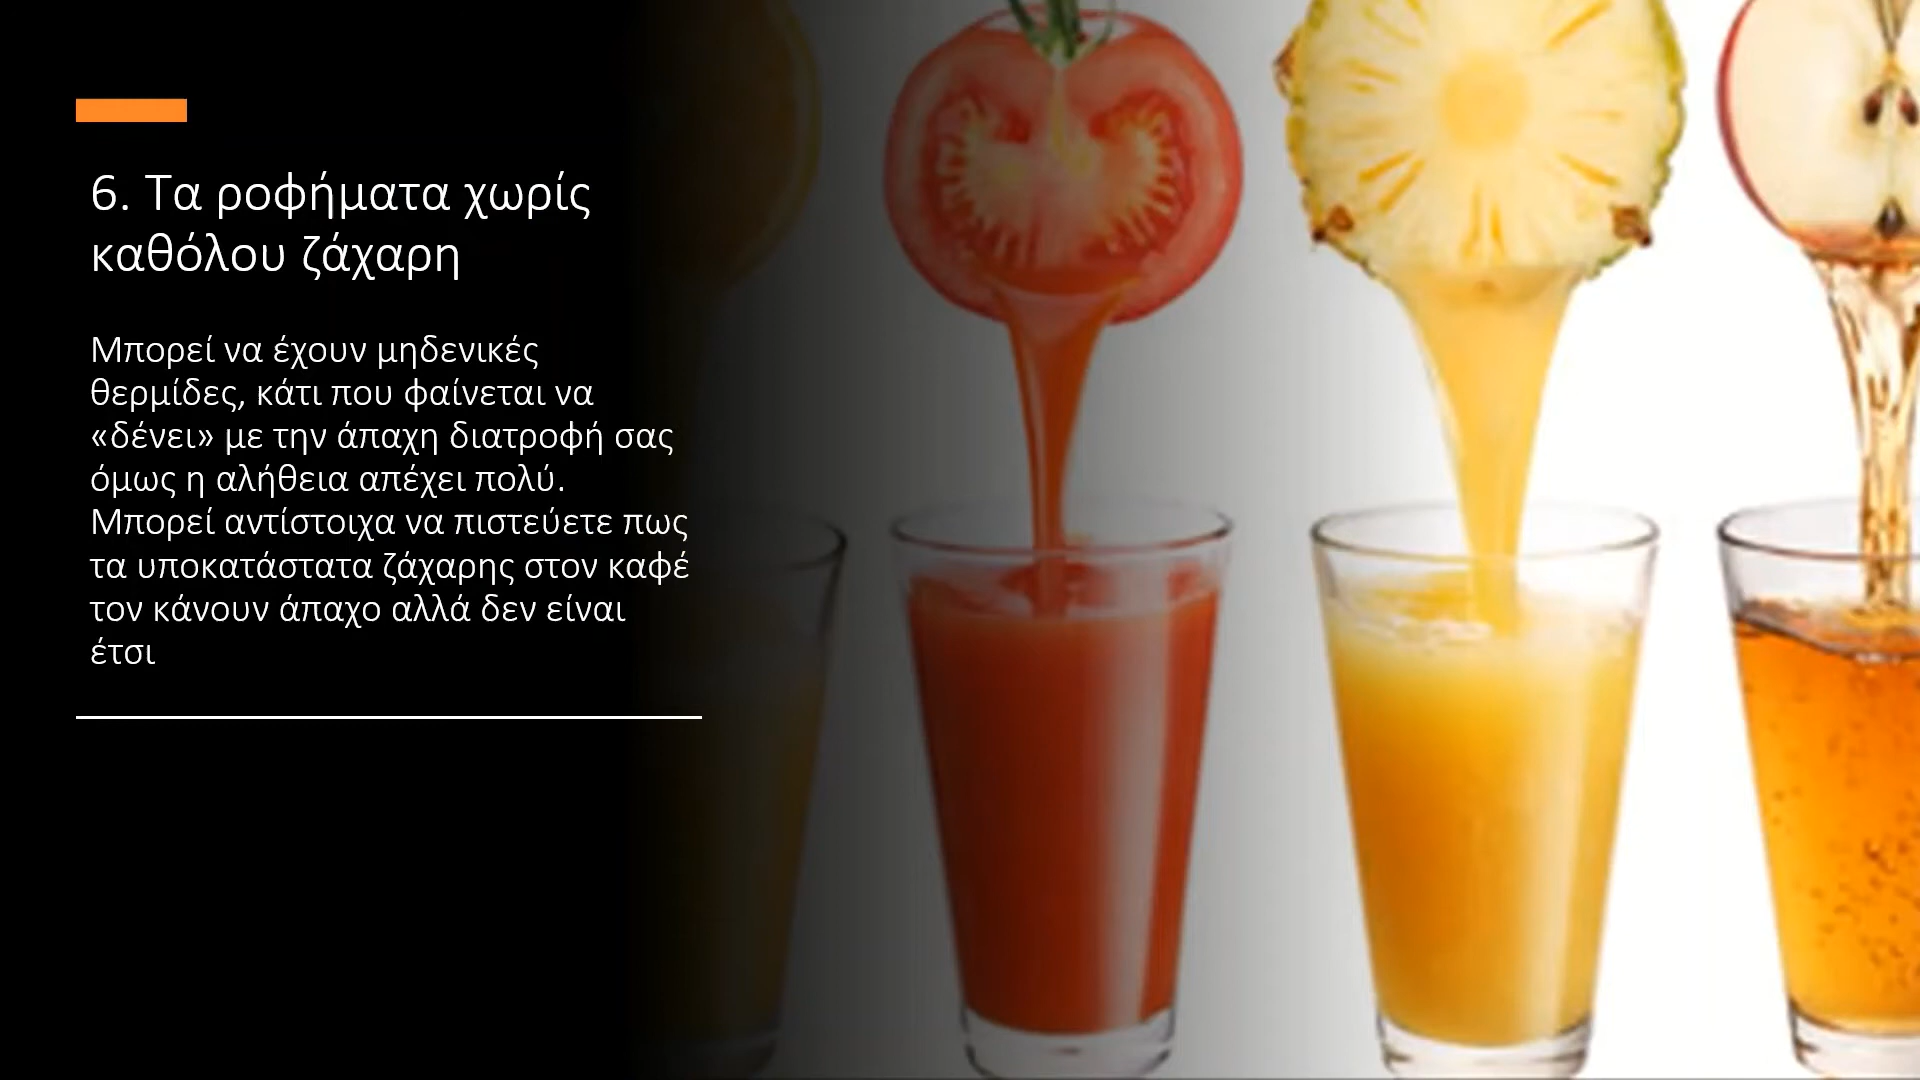 6. Τα ροφήματα χωρίς
καθόλου ζάχαρη
Μπορεί να έχουν μηδενικές
θερμίδες, κάτι που φαίνεται να
«δένει» με την άπαχη διατροφή σας
όμως η αλήθεια απέχει πολύ.
Μπορεί αντίστοιχα να πιστεύετε πως
τα υποκατάστατα ζάχαρης στον καφέ
τον κάνουν άπαχο αλλά δεν είναι
έτσι